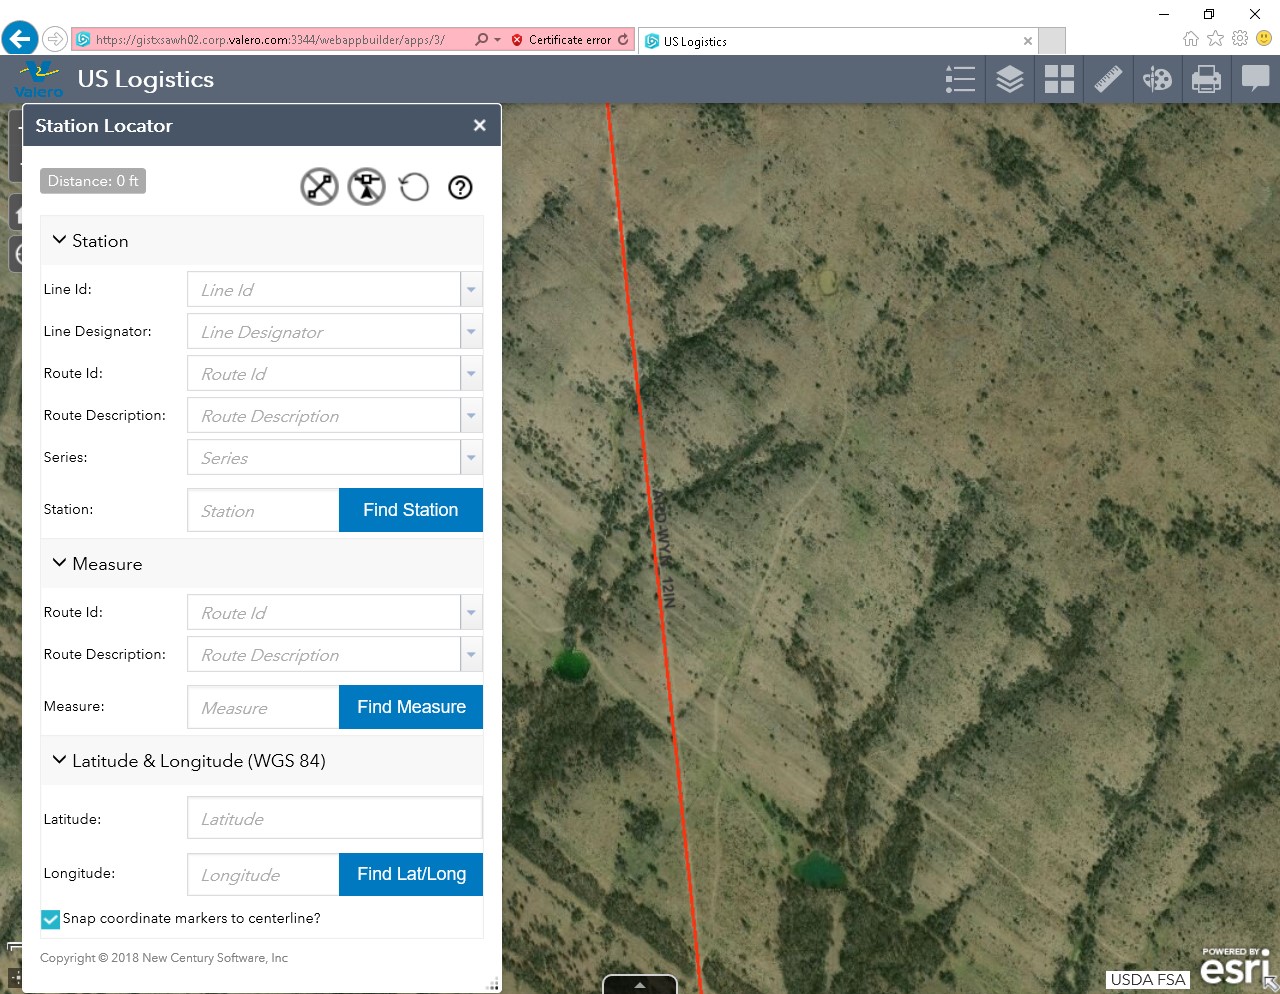 https://gistxsawh02.corp.valero.com:3344/webappbuilder/apps/3/
Certificate error
US Logistics
Valero
US Logistics
Station Locator
Distance: 0 ft
Station
Line Id:
Line Id
Line Designator:
Line Designator
Route Id:
Route Id
Route Description:
Route Description
Series:
Series
Station:
Station
Find Station
Measure
Route Id:
Route Id
Route Description:
Route Description
Measure:
Measure
Find Measure
Latitude & Longitude (WGS 84)
Latitude:
Latitude
Longitude:
Longitude
Find Lat/Long
Snap coordinate markers to centerline?
Copyright © 2018 New Century Software, Inc
12IN
POWERED BY
esri
USDA FSA